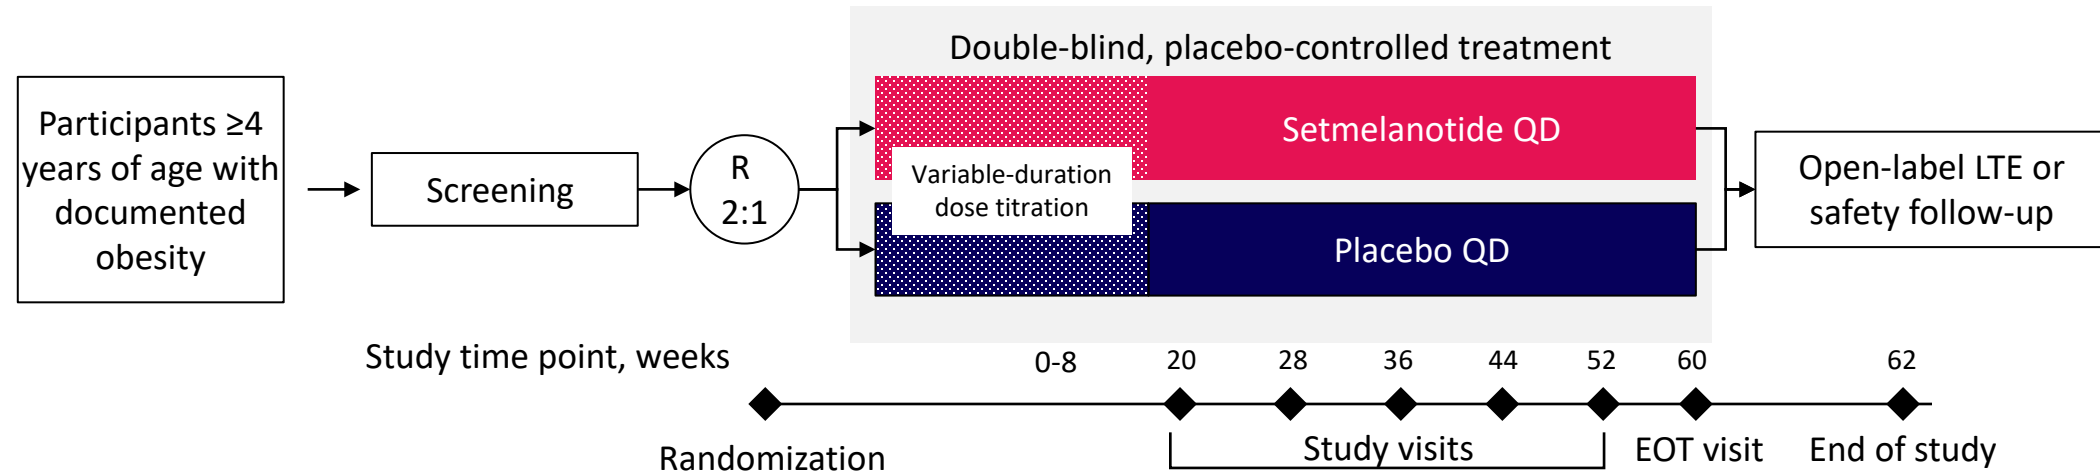 Double-blind, placebo-controlled treatment
Participants ≥4
years of age with
documented
obesity
Screening
R
2:1
Variable-duration
dose titration
Setmelanotide QD
Placebo QD
Open-label LTE or
safety follow-up
Study time point, weeks
0-8
20
28
36
44
52
60
62
Randomization
Study visits
EOT visit
End of study